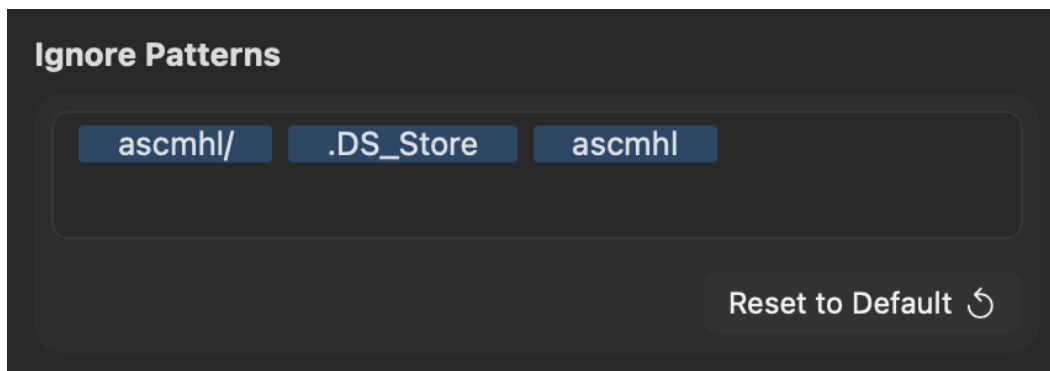 Ignore Patterns
ascmhl/ .DS_Store ascmhl
Reset to Default